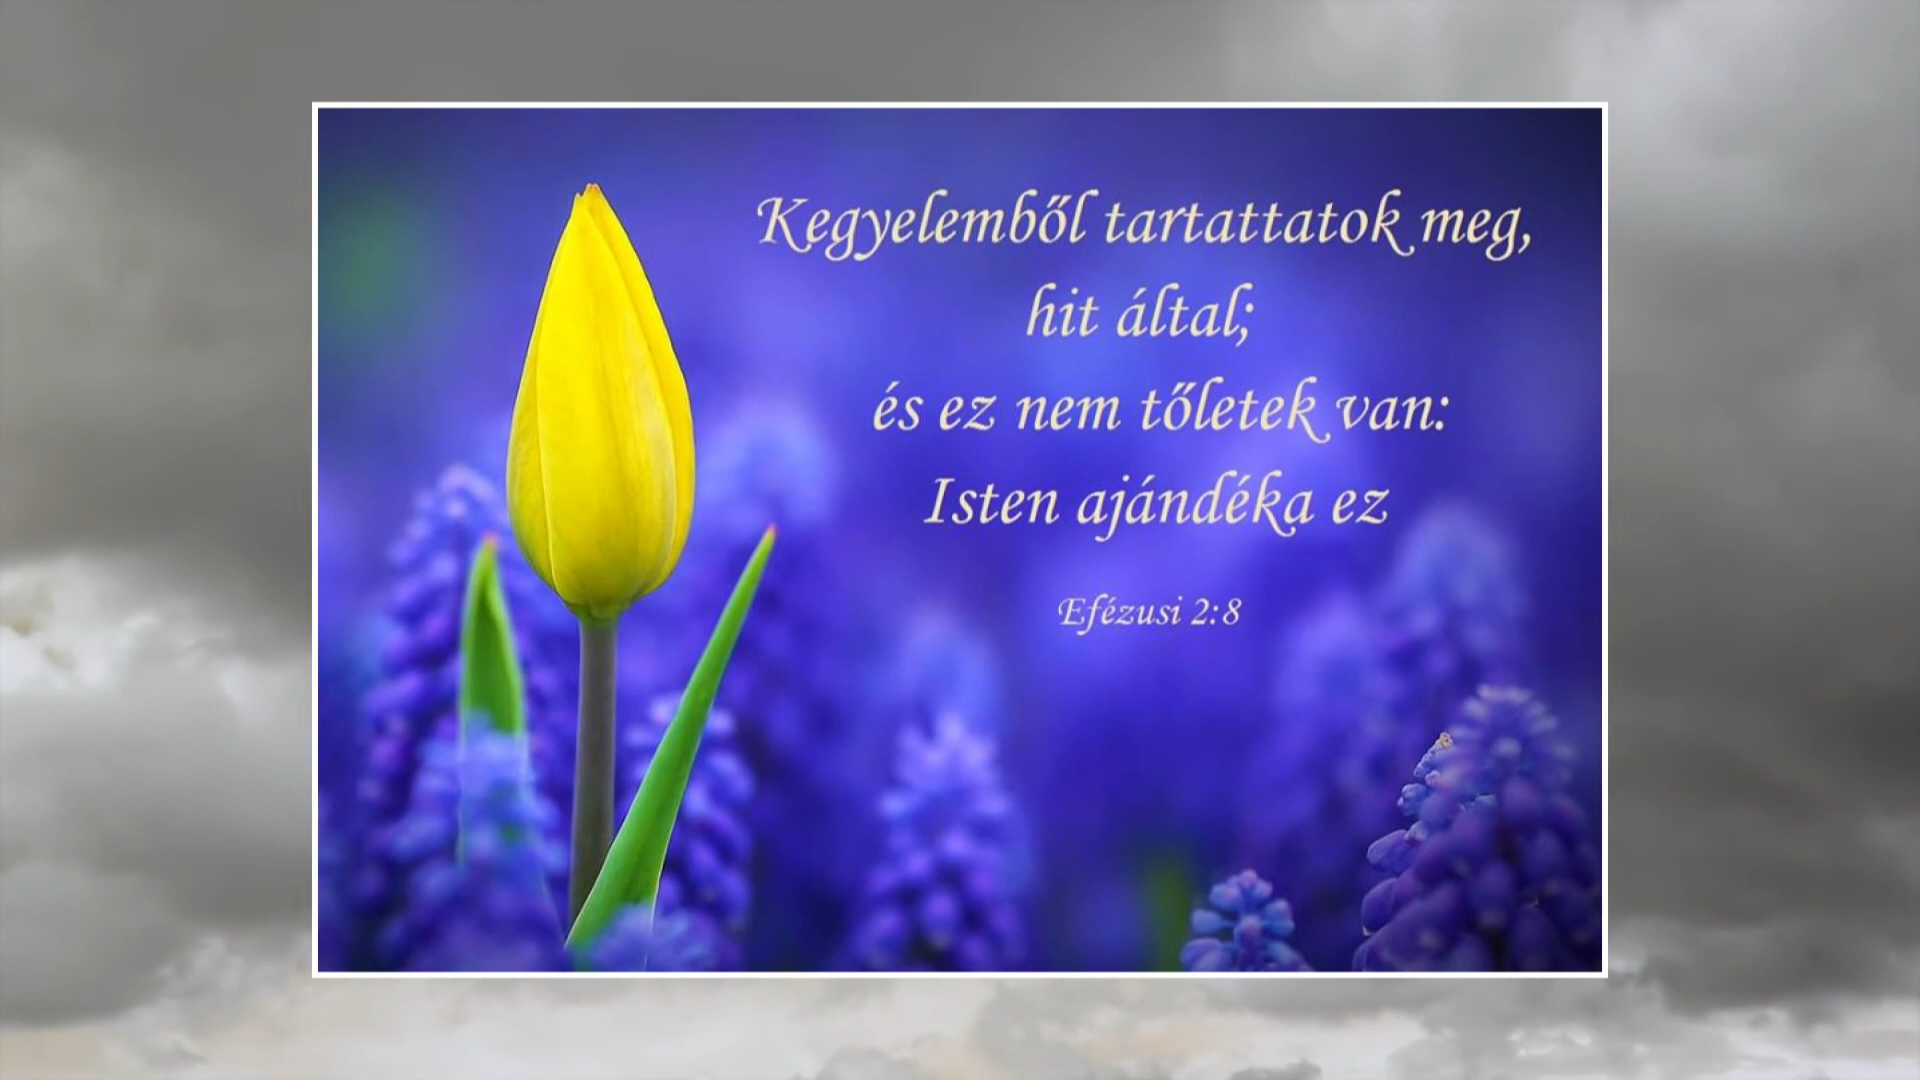 Kegyelemből tartattatok meg,
hit által;
és ez nem tőletek van:
Isten ajándéka ez
Efézusi 2:8